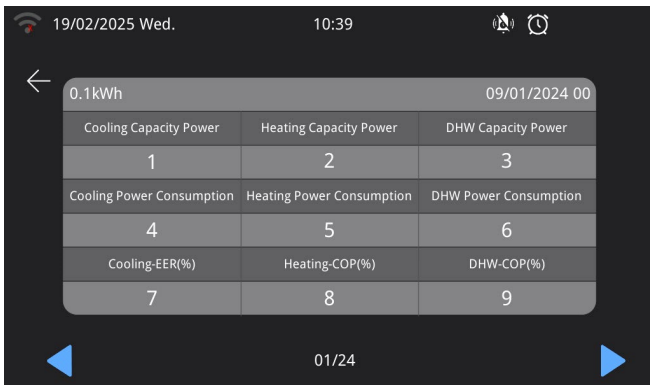 19/02/2025 Wed. 10:39
0.1kWh 09/01/2024 00
Cooling Capacity Power Heating Capacity Power DHW Capacity Power
1 2 3
Cooling Power Consumption Heating Power Consumption DHW Power Consumption
4 5 6
Cooling-EER(%) Heating-COP(%) DHW-COP(%)
7 8 9
01/24